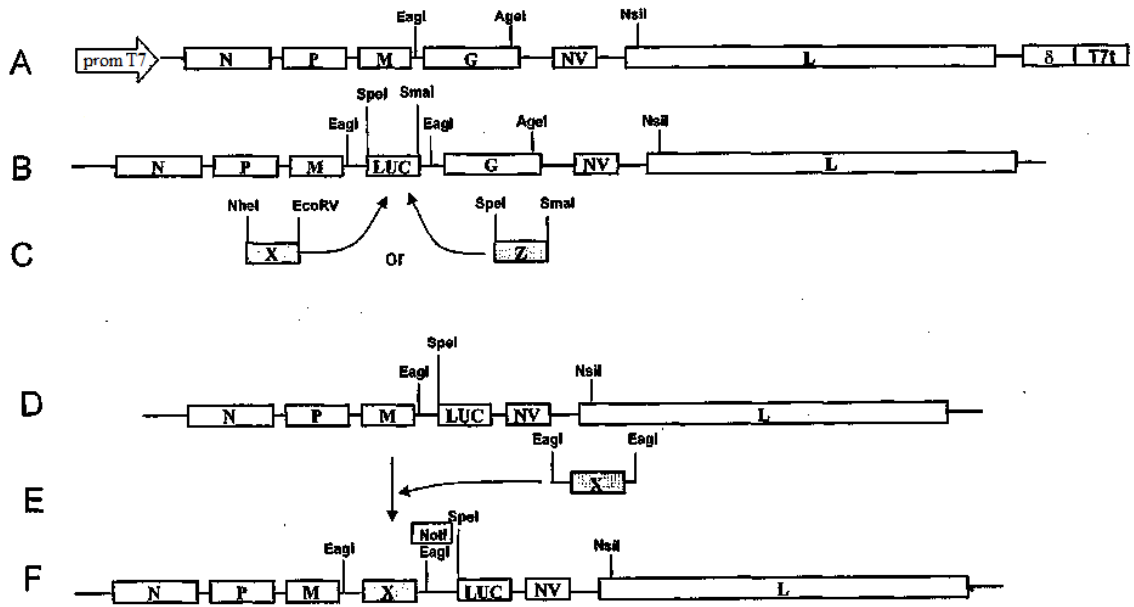 NsiI
EagI AgeI
A prom T7 N P M G NV L δ T7t
SpeI SmaI
EagI EagI AgeI NsiI
B N P M LUC G NV L
NheI EcoRV SpeI SmaI
C X or Z
SpeI
EagI NsiI
D N P M LUC NV L
EagI EagI
E X
SpeI
NotI
EagI EagI NsiI
F N P M X LUC NV L